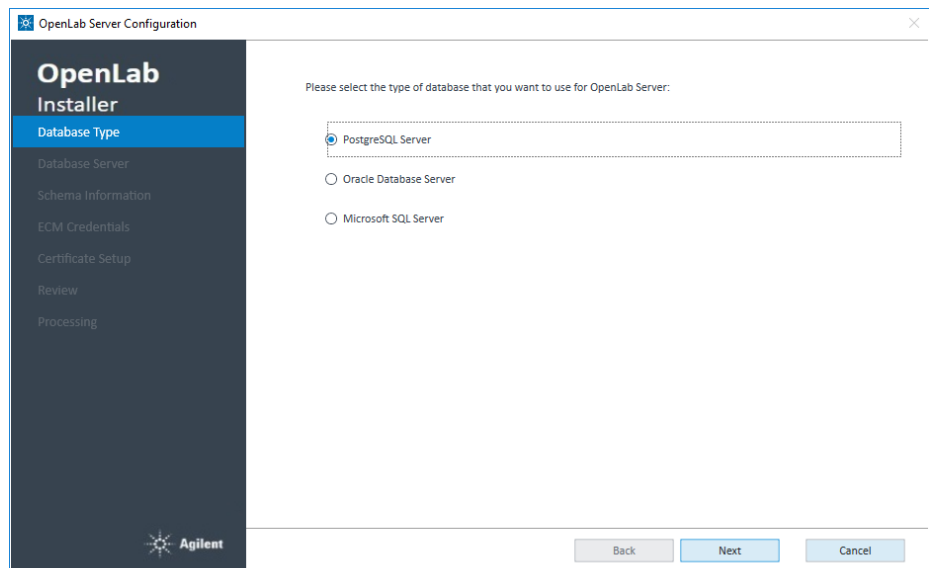 OpenLab Server Configuration
OpenLab
Installer
Database Type
Database Server
Schema Information
ECM Credentials
Certificate Setup
Review
Processing
Agilent
Please select the type of database that you want to use for OpenLab Server:
PostgreSQL Server
Oracle Database Server
Microsoft SQL Server
Back
Next
Cancel